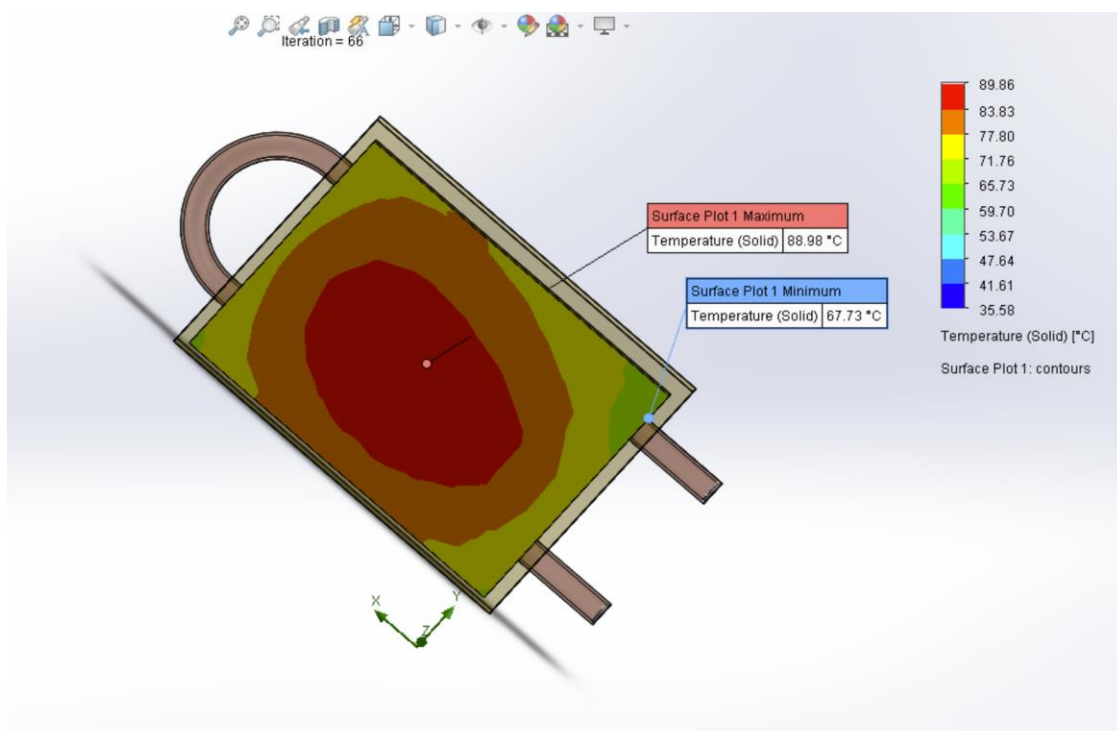 Iteration = 66
89.86
83.83
77.80
71.76
65.73
59.70
53.67
47.64
41.61
35.58
Temperature (Solid) [°C]
Surface Plot 1: contours
Surface Plot 1 Maximum
Temperature (Solid) 88.98 °C
Surface Plot 1 Minimum
Temperature (Solid) 67.73 °C
X
Y
Z